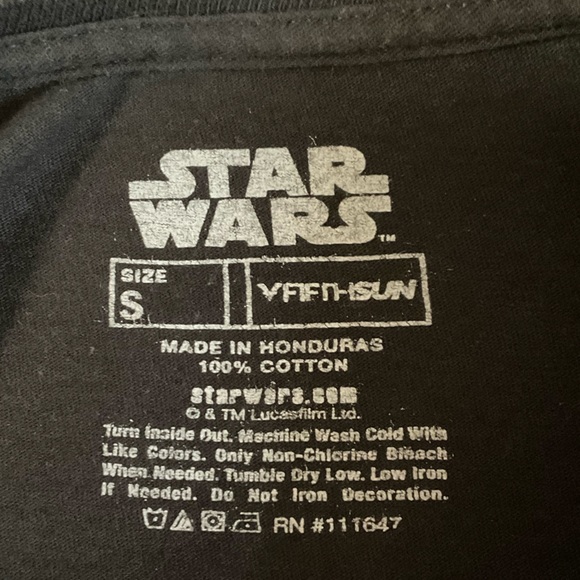 STAR
WARS™
SIZE
S
FIFTHSUN
MADE IN HONDURAS
100% COTTON
starwars.com
© & TM Lucasfilm Ltd.
Turn Inside Out. Machine Wash Cold With
Like Colors. Only Non-Chlorine Bleach
When Needed. Tumble Dry Low. Low Iron
If Needed. Do Not Iron Decoration.
RN #111647